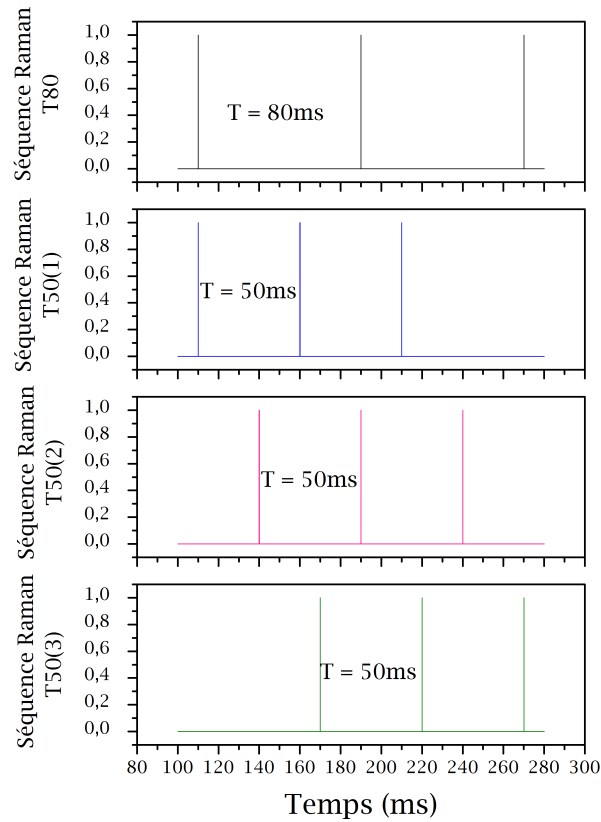 Séquence Raman
T80
1,0
0,8
0,6
0,4
0,2
0,0
T = 80ms
Séquence Raman
T50(1)
1,0
0,8
0,6
0,4
0,2
0,0
T = 50ms
Séquence Raman
T50(2)
1,0
0,8
0,6
0,4
0,2
0,0
T = 50ms
Séquence Raman
T50(3)
1,0
0,8
0,6
0,4
0,2
0,0
T = 50ms
80 100 120 140 160 180 200 220 240 260 280 300
Temps (ms)